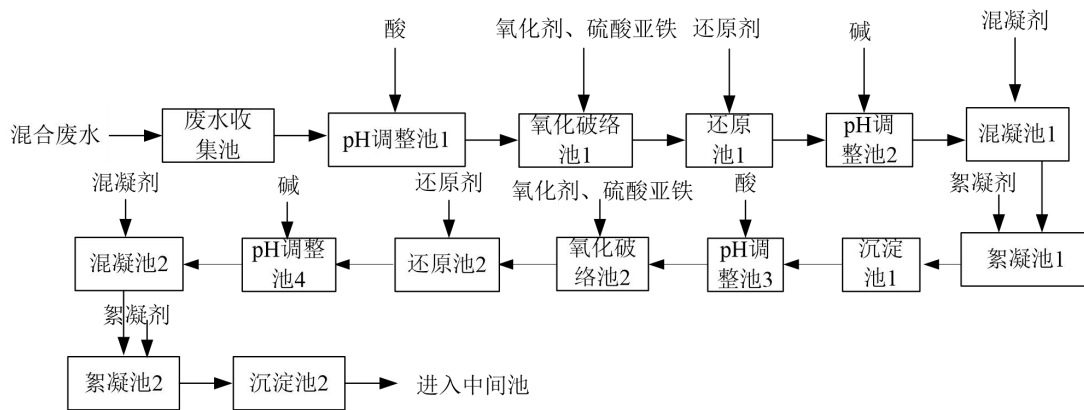 混凝剂
酸
氧化剂、硫酸亚铁
还原剂
碱
混合废水
废水收
集池
pH调整池1
氧化破络
池1
还原
池1
pH调
整池2
混凝池1
混凝剂
碱
还原剂
氧化剂、硫酸亚铁
酸
絮凝剂
混凝池2
pH调整
池4
还原池2
氧化破
络池2
pH调
整池3
沉淀
池1
絮凝池1
絮凝剂
絮凝池2
沉淀池2
进入中间池